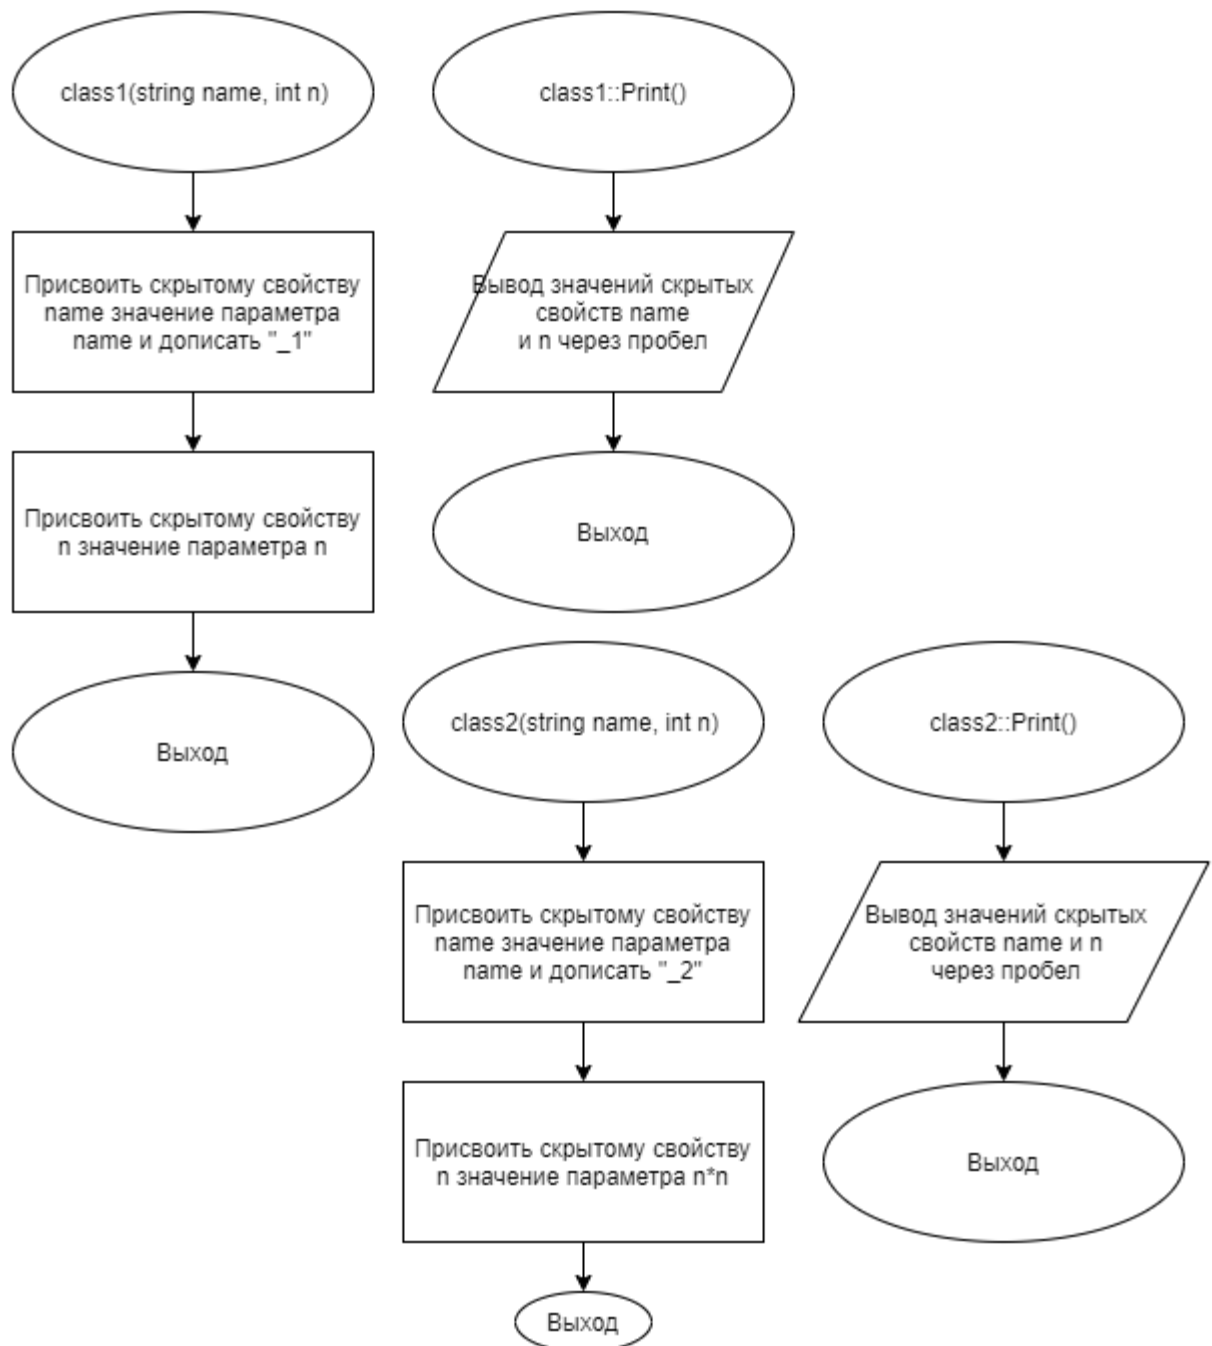 class1(string name, int n)
Присвоить скрытому свойству
name значение параметра
name и дописать "_1"
Присвоить скрытому свойству
n значение параметра n
Выход
class1::Print()
Вывод значений скрытых
свойств name
и n через пробел
Выход
class2(string name, int n)
Присвоить скрытому свойству
name значение параметра
name и дописать "_2"
Присвоить скрытому свойству
n значение параметра n*n
Выход
class2::Print()
Вывод значений скрытых
свойств name и n
через пробел
Выход